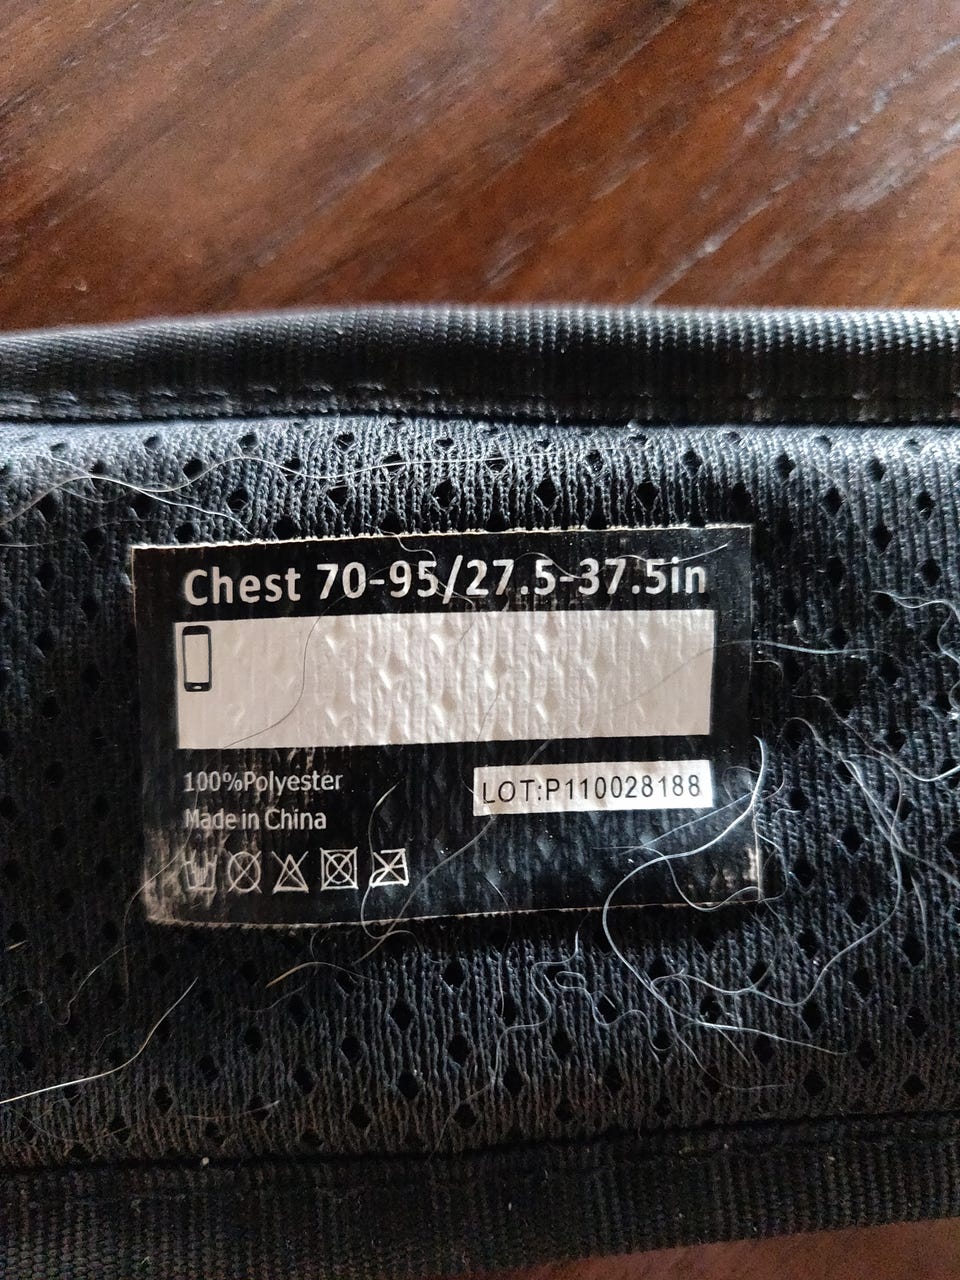 Chest 70-95/27.5-37.5in
100%Polyester
LOT:P110028188
Made in China